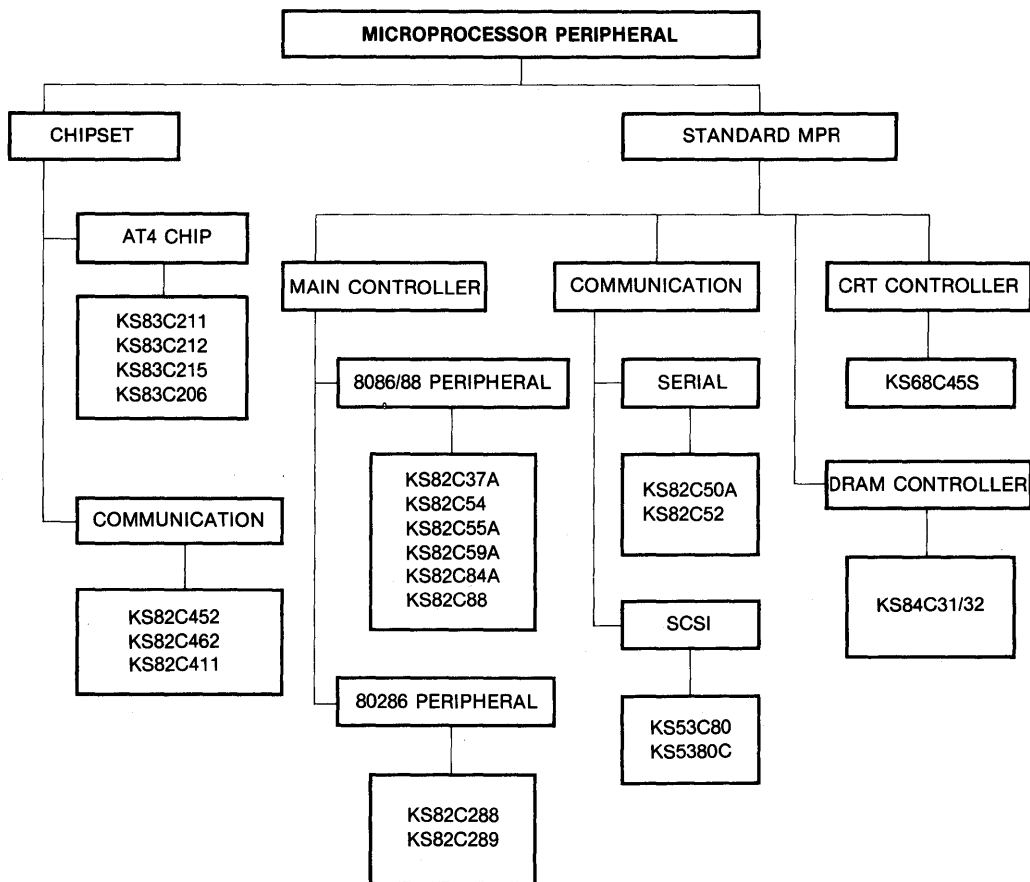 MICROPROCESSOR PERIPHERAL
CHIPSET
AT4 CHIP
KS83C211
KS83C212
KS83C215
KS83C206
COMMUNICATION
KS82C452
KS82C462
KS82C411
STANDARD MPR
MAIN CONTROLLER
8086/88 PERIPHERAL
KS82C37A
KS82C54
KS82C55A
KS82C59A
KS82C84A
KS82C88
80286 PERIPHERAL
KS82C288
KS82C289
COMMUNICATION
SERIAL
KS82C50A
KS82C52
SCSI
KS53C80
KS5380C
CRT CONTROLLER
KS68C45S
DRAM CONTROLLER
KS84C31/32